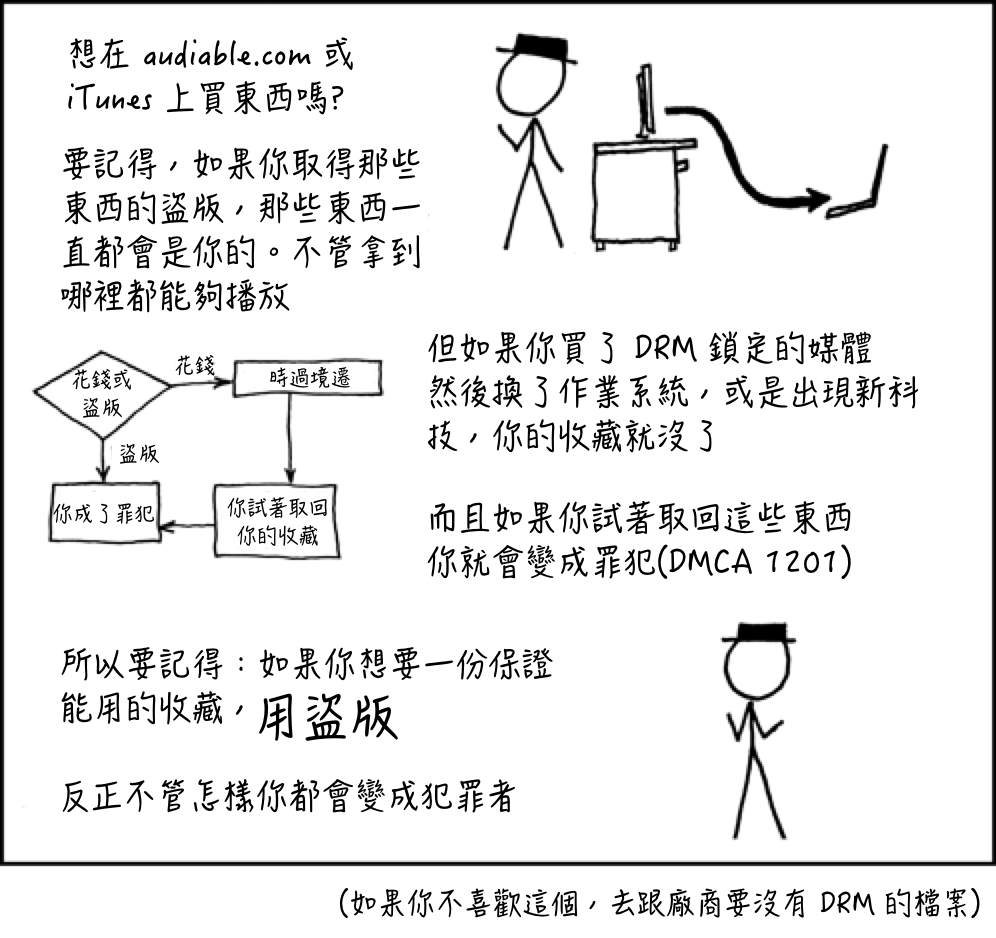 想在 audiable.com 或
iTunes 上買東西嗎?
要記得，如果你取得那些
東西的盜版，那些東西一
直都會是你的。不管拿到
哪裡都能夠播放
花錢或
盜版
花錢
時過境遷
盜版
你成了罪犯
你試著取回
你的收藏
但如果你買了 DRM 鎖定的媒體
然後換了作業系統，或是出現新科
技，你的收藏就沒了
而且如果你試著取回這些東西
你就會變成罪犯(DMCA 1201)
所以要記得：如果你想要一份保證
能用的收藏，用盜版
反正不管怎樣你都會變成犯罪者
(如果你不喜歡這個，去跟廠商要沒有 DRM 的檔案)